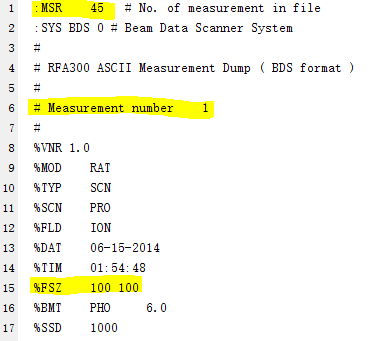 1 :MSR 45 # No. of measurement in file
2 :SYS BDS 0 # Beam Data Scanner System
3 #
4 # RFA300 ASCII Measurement Dump ( BDS format )
5 #
6 # Measurement number 1
7 #
8 %VNR 1.0
9 %MOD RAT
10 %TYP SCN
11 %SCN PRO
12 %FLD ION
13 %DAT 06-15-2014
14 %TIM 01:54:48
15 %FSZ 100 100
16 %BMT PHO 6.0
17 %SSD 1000